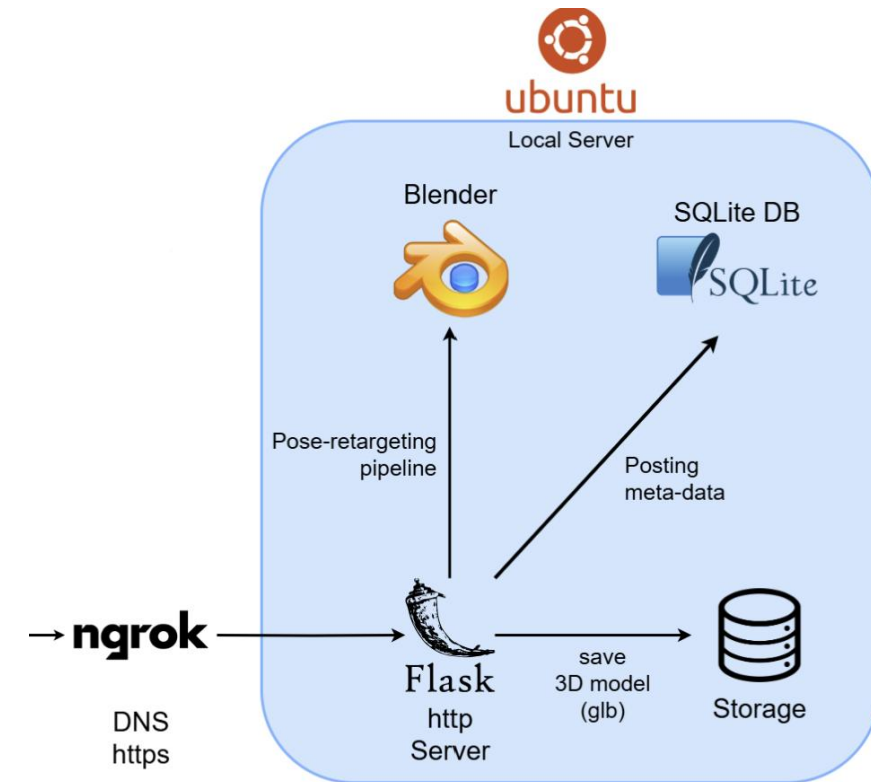 ubuntu
Local Server
Blender
SQLite DB
SQLite
Pose-retargeting
pipeline
Posting
meta-data
ngrok
DNS
https
Flask
http
Server
save
3D model
(glb)
Storage